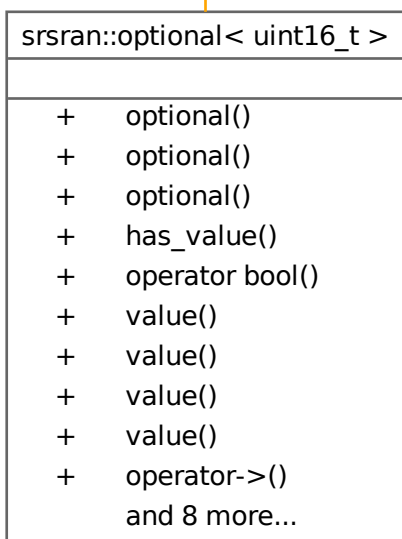 srsran::optional< uint16_t >
+ optional()
+ optional()
+ optional()
+ has_value()
+ operator bool()
+ value()
+ value()
+ value()
+ value()
+ operator->()
and 8 more...